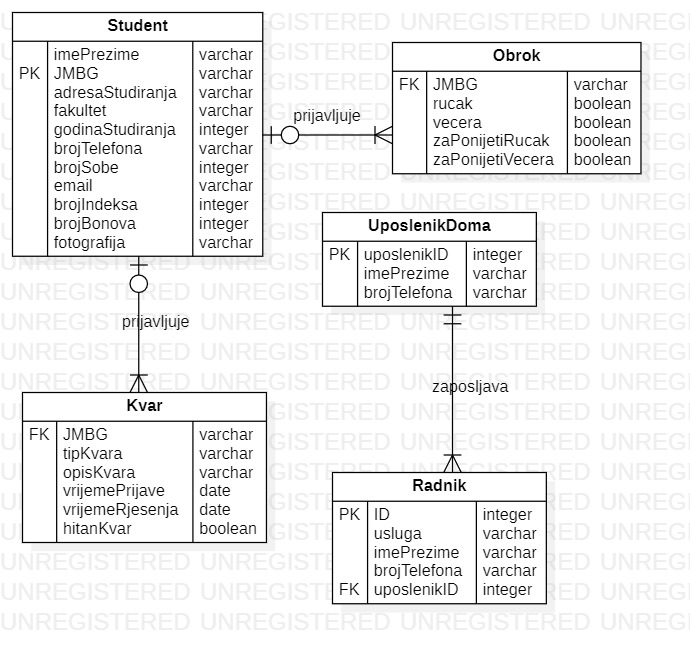 Student
imePrezime varchar
PK JMBG varchar
adresaStudiranja varchar
fakultet varchar
godinaStudiranja integer
brojTelefona varchar
brojSobe integer
email varchar
brojIndeksa integer
brojBonova integer
fotografija varchar
prijavljuje
Obrok
FK JMBG varchar
rucak boolean
vecera boolean
zaPonijetiRucak boolean
zaPonijetiVecera boolean
UposlenikDoma
PK uposlenikID integer
imePrezime varchar
brojTelefona varchar
prijavljuje
zaposljava
Kvar
FK JMBG varchar
tipKvara varchar
opisKvara varchar
vrijemePrijave date
vrijemeRjesenja date
hitanKvar boolean
Radnik
PK ID integer
usluga varchar
imePrezime varchar
brojTelefona varchar
FK uposlenikID integer
UNREGISTERED UNREGISTERED UNREGISTERED UNREGISTERED